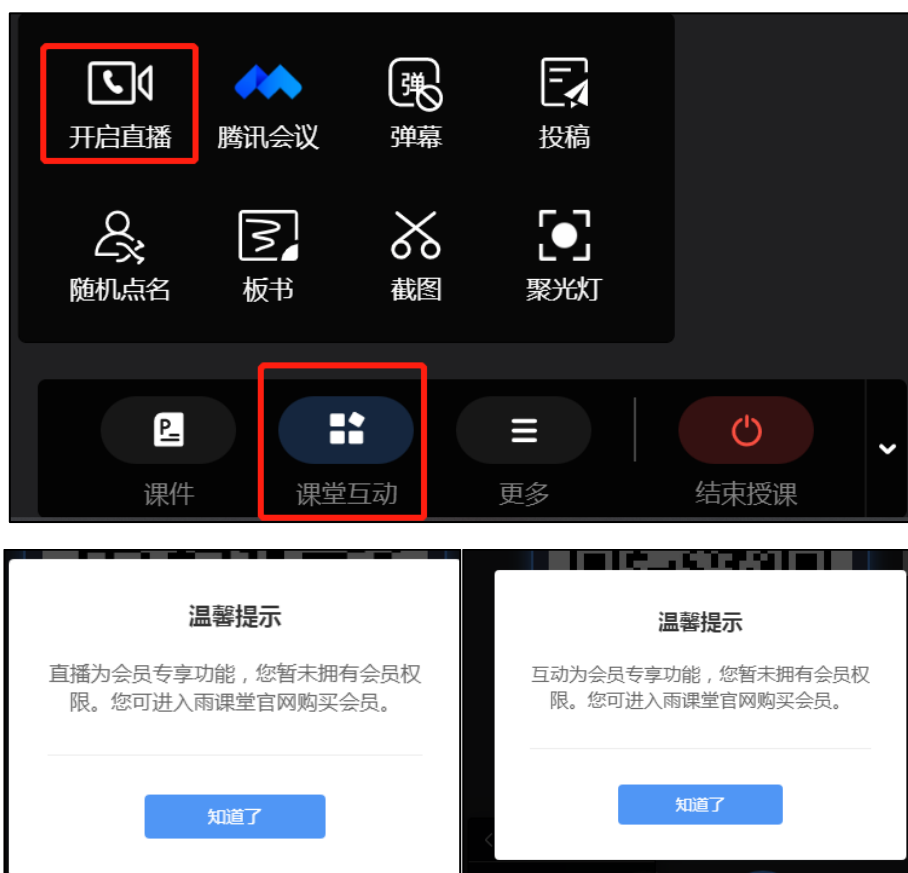 开启直播 腾讯会议 弹幕 投稿
随机点名 板书 截图 聚光灯
课件 课堂互动 更多 结束授课
温馨提示
直播为会员专享功能，您暂未拥有会员权
限。您可进入雨课堂官网购买会员。
知道了
温馨提示
互动为会员专享功能，您暂未拥有会员权
限。您可进入雨课堂官网购买会员。
知道了